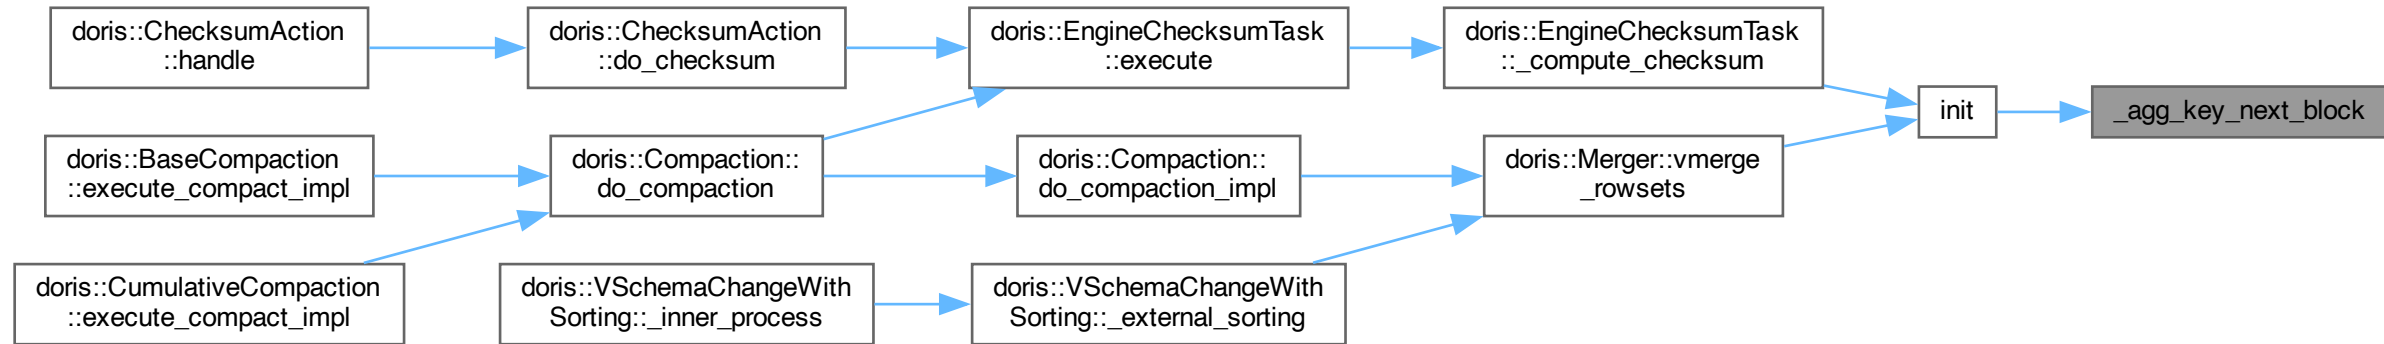 doris::ChecksumAction
::handle
doris::ChecksumAction
::do_checksum
doris::EngineChecksumTask
::execute
doris::EngineChecksumTask
::_compute_checksum
init
_agg_key_next_block
doris::BaseCompaction
::execute_compact_impl
doris::Compaction::
do_compaction
doris::Compaction::
do_compaction_impl
doris::Merger::vmerge
_rowsets
doris::CumulativeCompaction
::execute_compact_impl
doris::VSchemaChangeWith
Sorting::_inner_process
doris::VSchemaChangeWith
Sorting::_external_sorting